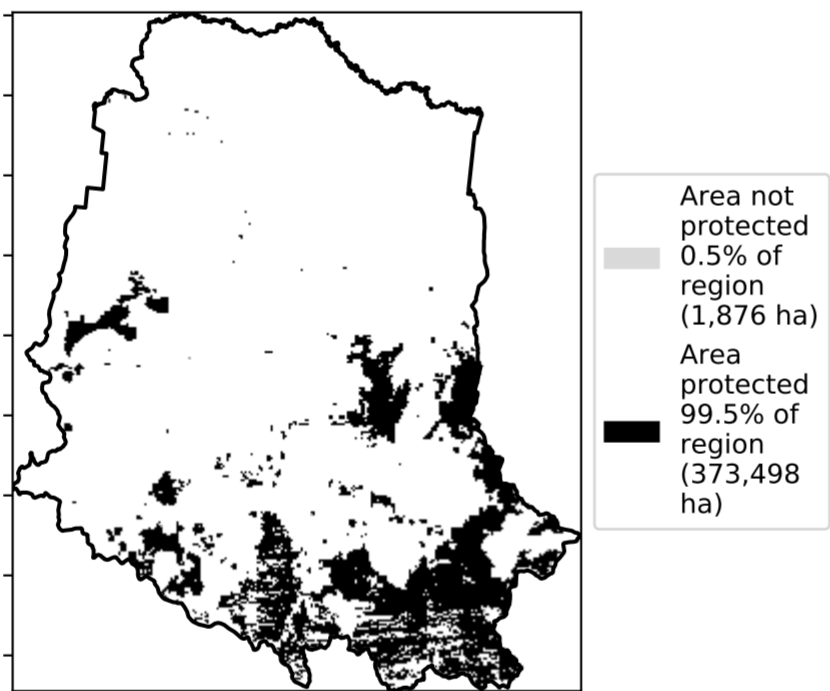 Area not
protected
0.5% of
region
(1,876 ha)
Area
protected
99.5% of
region
(373,498
ha)